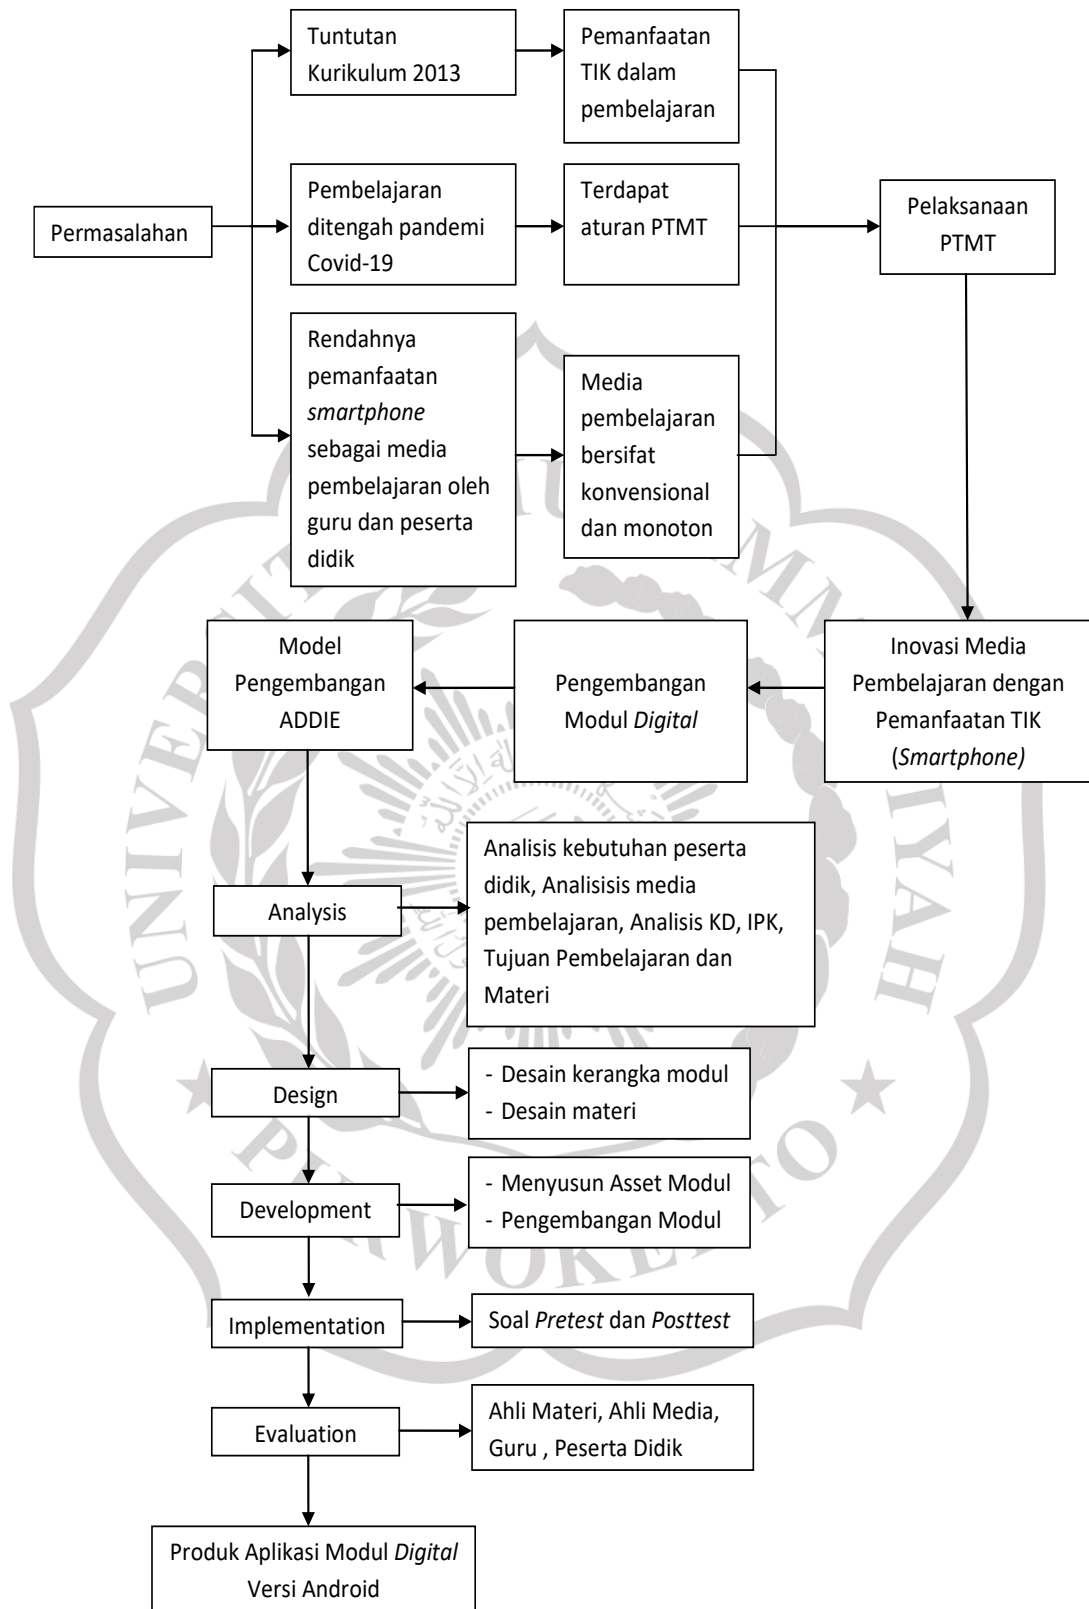 Tuntutan
Kurikulum 2013
Pemanfaatan
TIK dalam
pembelajaran
Permasalahan
Pembelajaran
ditengah pandemi
Covid-19
Terdapat
aturan PTMT
Pelaksanaan
PTMT
Rendahnya
pemanfaatan
smartphone
sebagai media
pembelajaran oleh
guru dan peserta
didik
Media
pembelajaran
bersifat
konvensional
dan monoton
Inovasi Media
Pembelajaran dengan
Pemanfaatan TIK
(Smartphone)
Pengembangan
Modul Digital
Model
Pengembangan
ADDIE
Analysis
Analisis kebutuhan peserta
didik, Analisisis media
pembelajaran, Analisis KD, IPK,
Tujuan Pembelajaran dan
Materi
Design
- Desain kerangka modul
- Desain materi
Development
- Menyusun Asset Modul
- Pengembangan Modul
Implementation
Soal Pretest dan Posttest
Evaluation
Ahli Materi, Ahli Media,
Guru , Peserta Didik
Produk Aplikasi Modul Digital
Versi Android